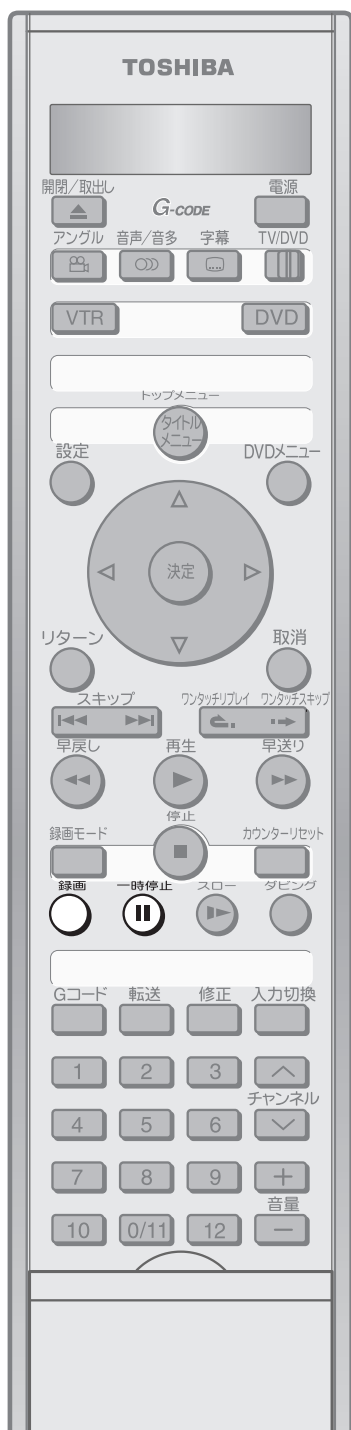 TOSHIBA
開閉/取出し G-CODE 電源
アングル 音声/音多 字幕 TV/DVD
VTR DVD
トップメニュー
タイトル
メニュー
設定 DVDメニュー
決定
リターン 取消
スキップ ワンタッチリプレイ ワンタッチスキップ
早戻し 再生 早送り
停止
録画モード カウンターリセット
録画 一時停止 スロー ダビング
Gコード 転送 修正 入力切換
1 2 3
チャンネル
4 5 6
7 8 9 +
音量
10 0/11 12 −